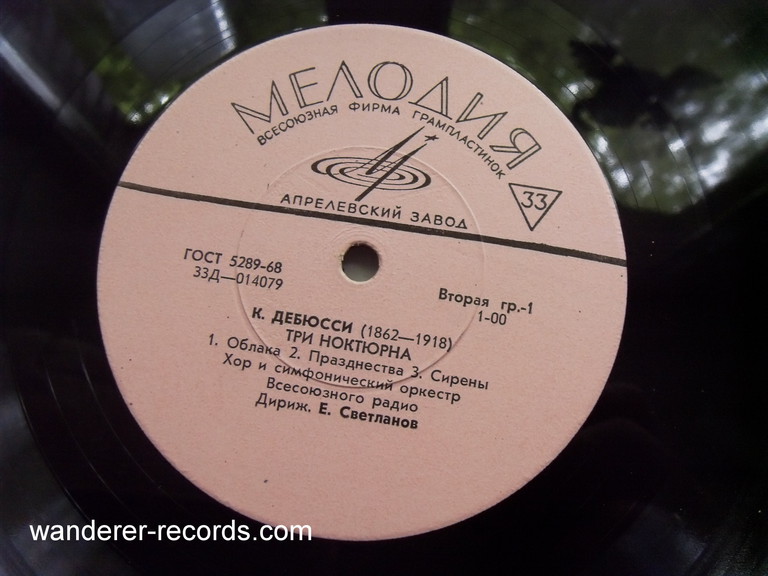 МЕЛОДИЯ
ВСЕСОЮЗНАЯ ФИРМА ГРАМПЛАСТИНОК
33
АПРЕЛЕВСКИЙ ЗАВОД
ГОСТ 5289-68
33Д—014079
Вторая гр.-1
1-00
К. ДЕБЮССИ (1862—1918)
ТРИ НОКТЮРНА
1. Облака 2. Празднества 3. Сирены
Хор и симфонический оркестр
Всесоюзного радио
Дириж. Е. Светланов
wanderer-records.com